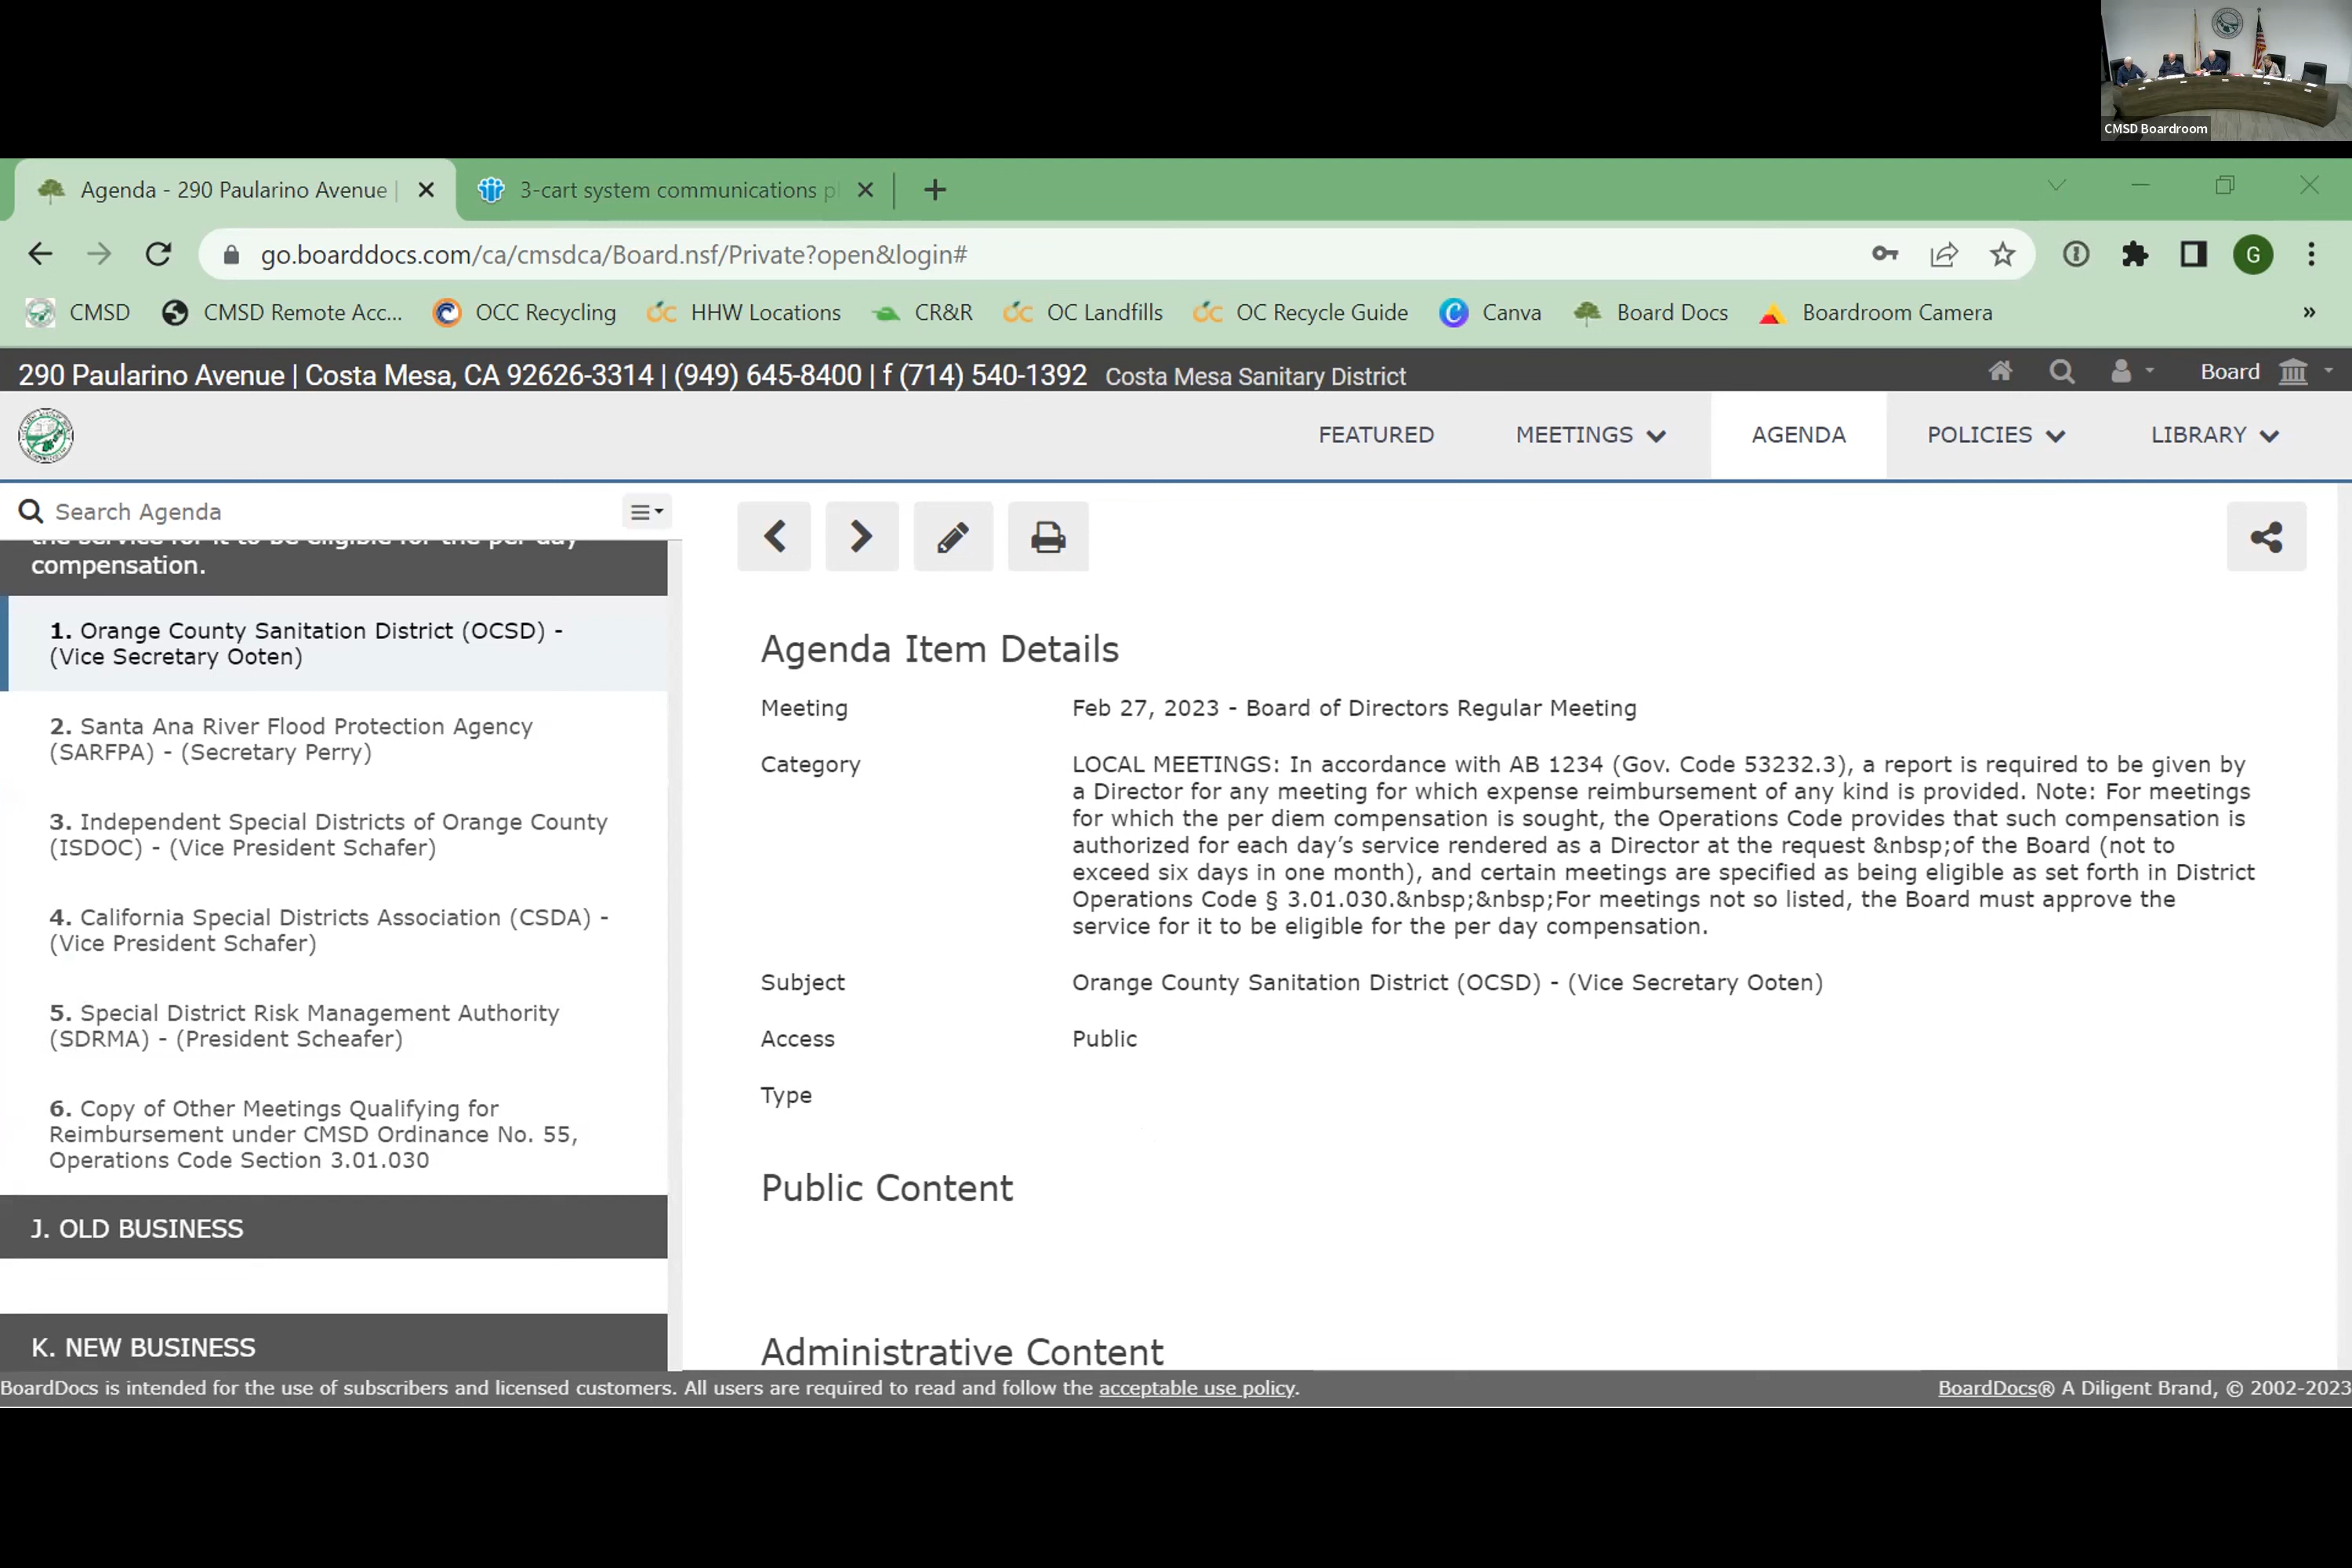 CMSD Boardroom
Agenda - 290 Paularino Avenue |
3-cart system communications p
go.boarddocs.com/ca/cmsdca/Board.nsf/Private?open&login#
G
CMSD
CMSD Remote Acc...
OCC Recycling
HHW Locations
CR&R
OC Landfills
OC Recycle Guide
Canva
Board Docs
Boardroom Camera
»
290 Paularino Avenue | Costa Mesa, CA 92626-3314 | (949) 645-8400 | f (714) 540-1392 Costa Mesa Sanitary District
Board
FEATURED
MEETINGS
AGENDA
POLICIES
LIBRARY
Search Agenda
the service for it to be eligible for the per day
compensation.
1. Orange County Sanitation District (OCSD) -
(Vice Secretary Ooten)
2. Santa Ana River Flood Protection Agency
(SARFPA) - (Secretary Perry)
3. Independent Special Districts of Orange County
(ISDOC) - (Vice President Schafer)
4. California Special Districts Association (CSDA) -
(Vice President Schafer)
5. Special District Risk Management Authority
(SDRMA) - (President Scheafer)
6. Copy of Other Meetings Qualifying for
Reimbursement under CMSD Ordinance No. 55,
Operations Code Section 3.01.030
J. OLD BUSINESS
K. NEW BUSINESS
Agenda Item Details
Meeting
Feb 27, 2023 - Board of Directors Regular Meeting
Category
LOCAL MEETINGS: In accordance with AB 1234 (Gov. Code 53232.3), a report is required to be given by
a Director for any meeting for which expense reimbursement of any kind is provided. Note: For meetings
for which the per diem compensation is sought, the Operations Code provides that such compensation is
authorized for each day's service rendered as a Director at the request &nbsp;of the Board (not to
exceed six days in one month), and certain meetings are specified as being eligible as set forth in District
Operations Code § 3.01.030.&nbsp;&nbsp;For meetings not so listed, the Board must approve the
service for it to be eligible for the per day compensation.
Subject
Orange County Sanitation District (OCSD) - (Vice Secretary Ooten)
Access
Public
Type
Public Content
Administrative Content
BoardDocs is intended for the use of subscribers and licensed customers. All users are required to read and follow the acceptable use policy.
BoardDocs® A Diligent Brand, © 2002-2023